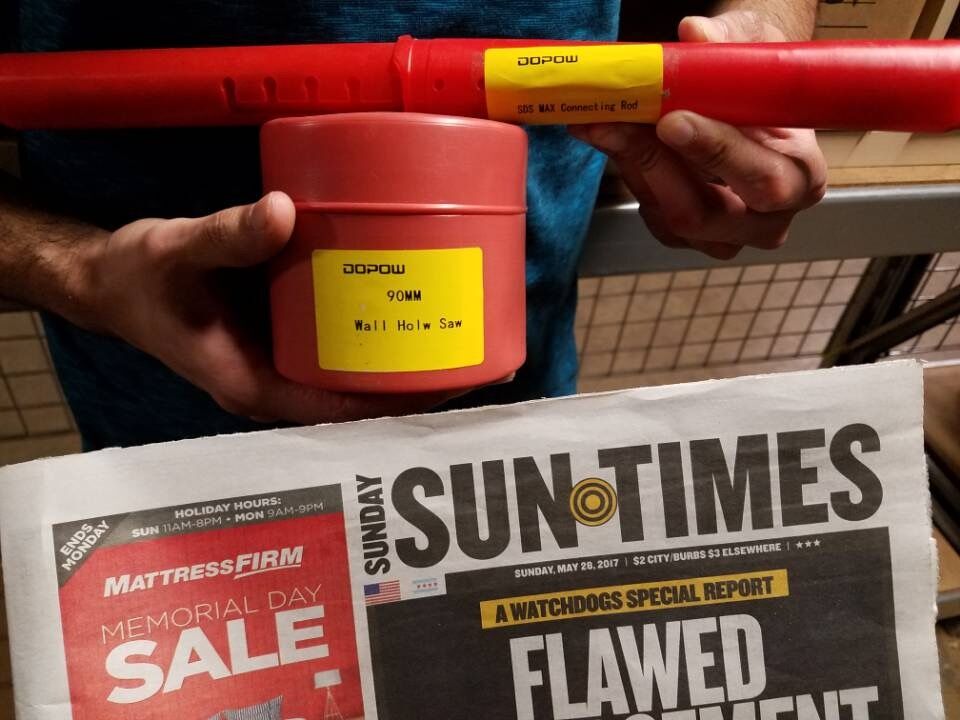 DOPOW
SDS MAX Connecting Rod
DOPOW
90MM
Wall Holw Saw
ENDS
MONDAY
HOLIDAY HOURS:
SUN 11AM-8PM • MON 9AM-9PM
MATTRESSFIRM
MEMORIAL DAY
SALE
SUNDAY
SUN-TIMES
SUNDAY, MAY 28, 2017 | $2 CITY/BURBS $3 ELSEWHERE | ★★★
A WATCHDOGS SPECIAL REPORT
FLAWED